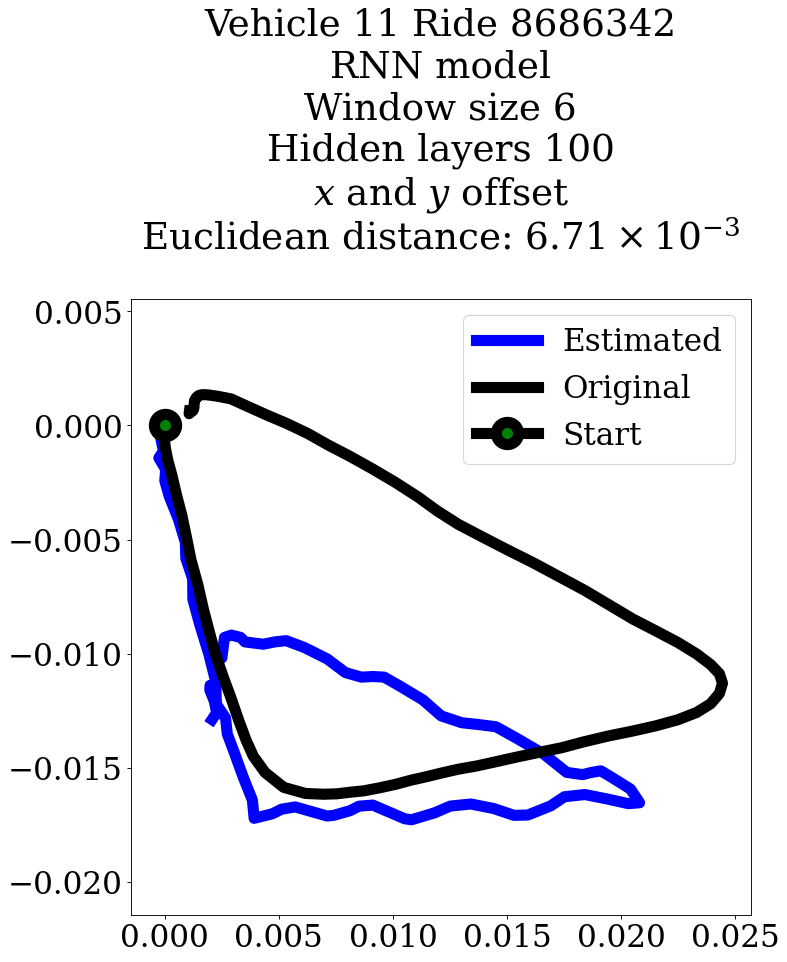 Vehicle 11 Ride 8686342
RNN model
Window size 6
Hidden layers 100
x and y offset
Euclidean distance: 6.71 × 10⁻³
Estimated
Original
Start
0.005
0.000
−0.005
−0.010
−0.015
−0.020
0.000 0.005 0.010 0.015 0.020 0.025